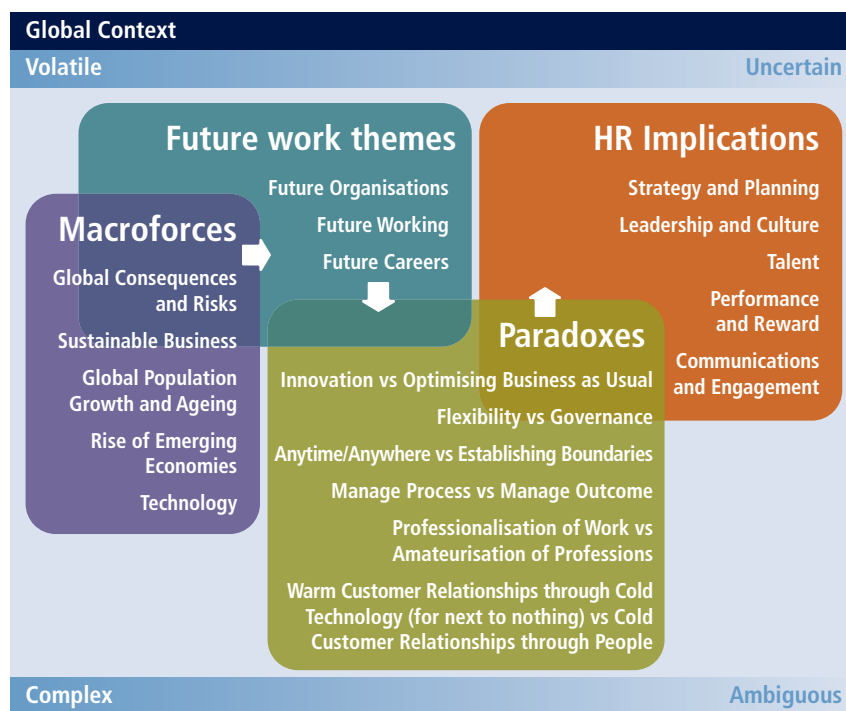 Global Context
Volatile
Uncertain
Future work themes
Future Organisations
Future Working
Future Careers
HR Implications
Strategy and Planning
Leadership and Culture
Talent
Performance
and Reward
Communications
and Engagement
Macroforces
Global Consequences
and Risks
Sustainable Business
Global Population
Growth and Ageing
Rise of Emerging
Economies
Technology
Paradoxes
Innovation vs Optimising Business as Usual
Flexibility vs Governance
Anytime/Anywhere vs Establishing Boundaries
Manage Process vs Manage Outcome
Professionalisation of Work vs
Amateurisation of Professions
Warm Customer Relationships through Cold
Technology (for next to nothing) vs Cold
Customer Relationships through People
Complex
Ambiguous